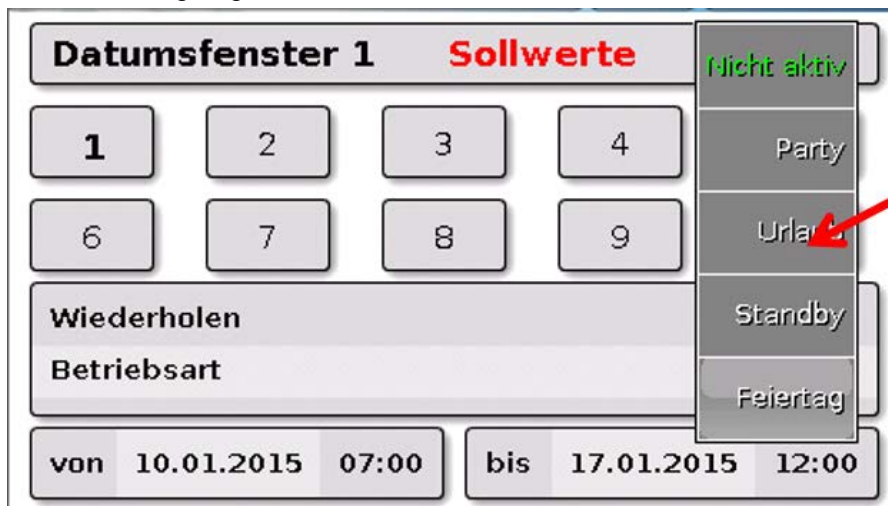 Datumsfenster 1 Sollwerte
Nicht aktiv
1 2 3 4
Party
6 7 8 9
Urlaub
Wiederholen
Standby
Betriebsart
Feiertag
von 10.01.2015 07:00 bis 17.01.2015 12:00